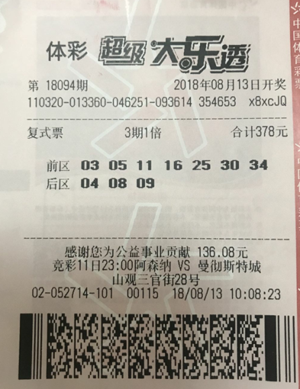 体彩 超级大乐透
第 18094期 2018年08月13日开奖
110320-013360-046251-093614 354653 x8xcJQ
复式票 3期1倍 合计378元
前区 03 05 11 16 25 30 34
后区 04 08 09
感谢您为公益事业贡献 136.08元
竞彩11日23:00阿森纳 VS 曼彻斯特城
山观三官街28号
02-052714-101 00115 18/08/13 10:08:23
中国体育彩